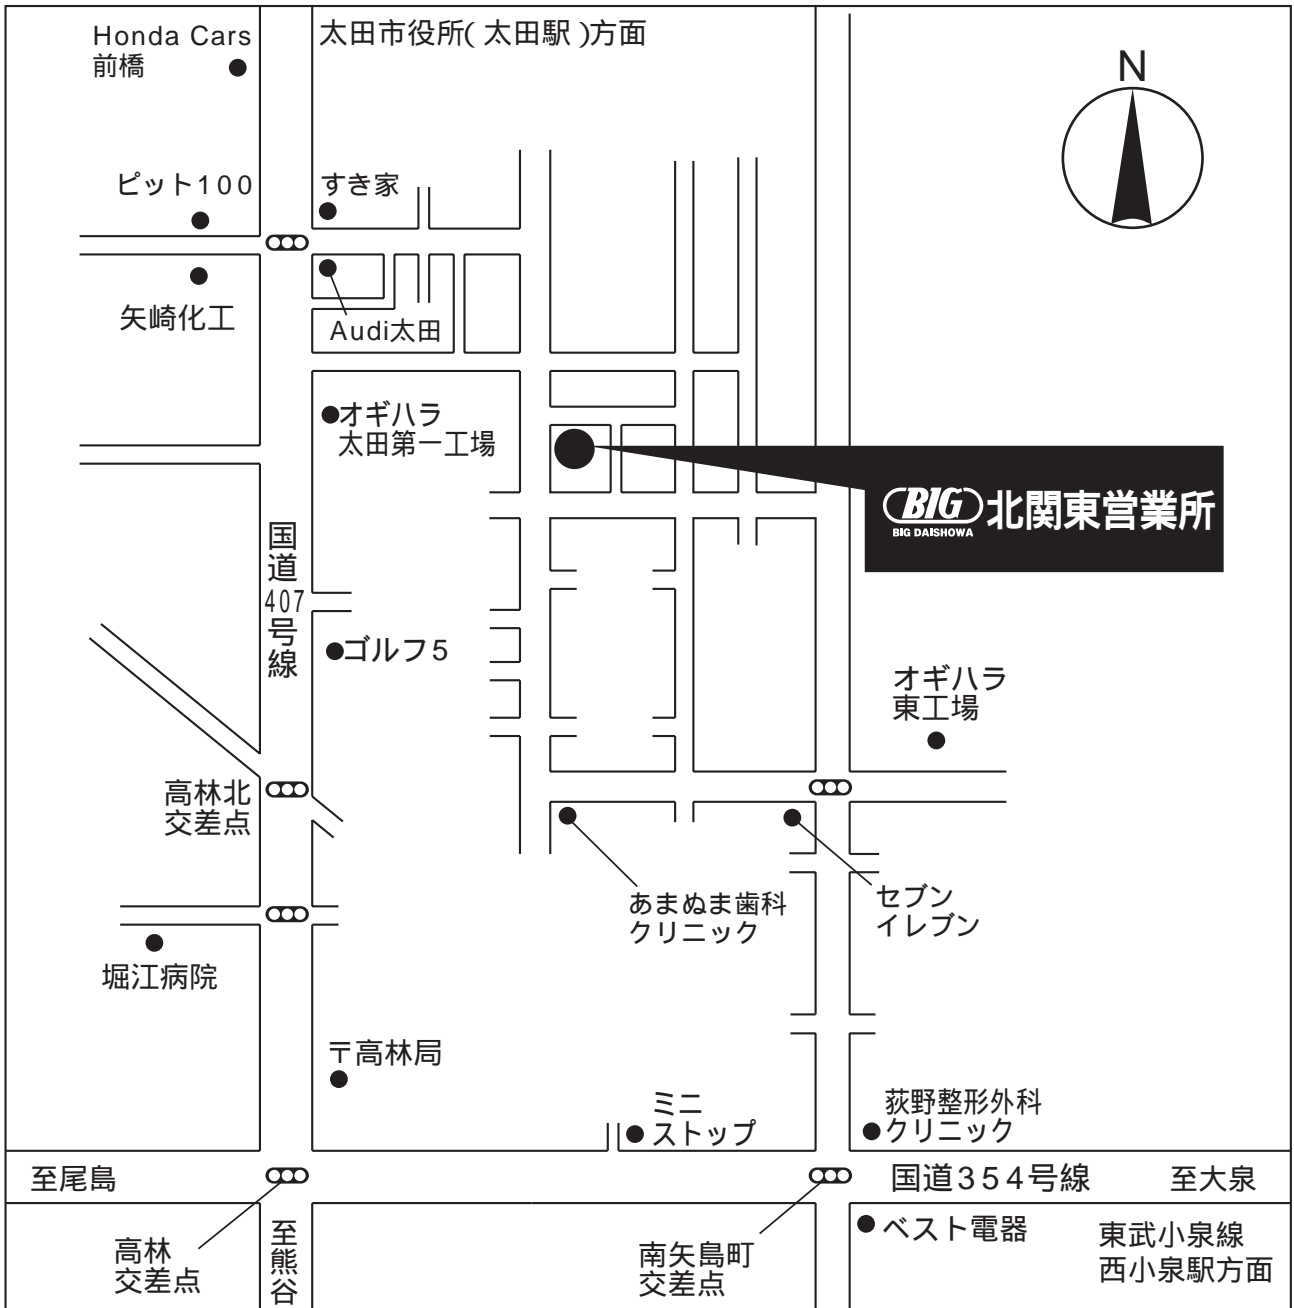 Honda Cars
前橋
太田市役所(太田駅)方面
N
ピット100
すき家
矢崎化工
Audi太田
オギハラ
太田第一工場
BIG
BIG DAISHOWA
北関東営業所
国道407号線
ゴルフ5
オギハラ
東工場
高林北
交差点
あまぬま歯科
クリニック
セブン
イレブン
堀江病院
〒高林局
ミニ
ストップ
荻野整形外科
クリニック
至尾島
国道354号線
至大泉
高林
交差点
至熊谷
南矢島町
交差点
ベスト電器
東武小泉線
西小泉駅方面